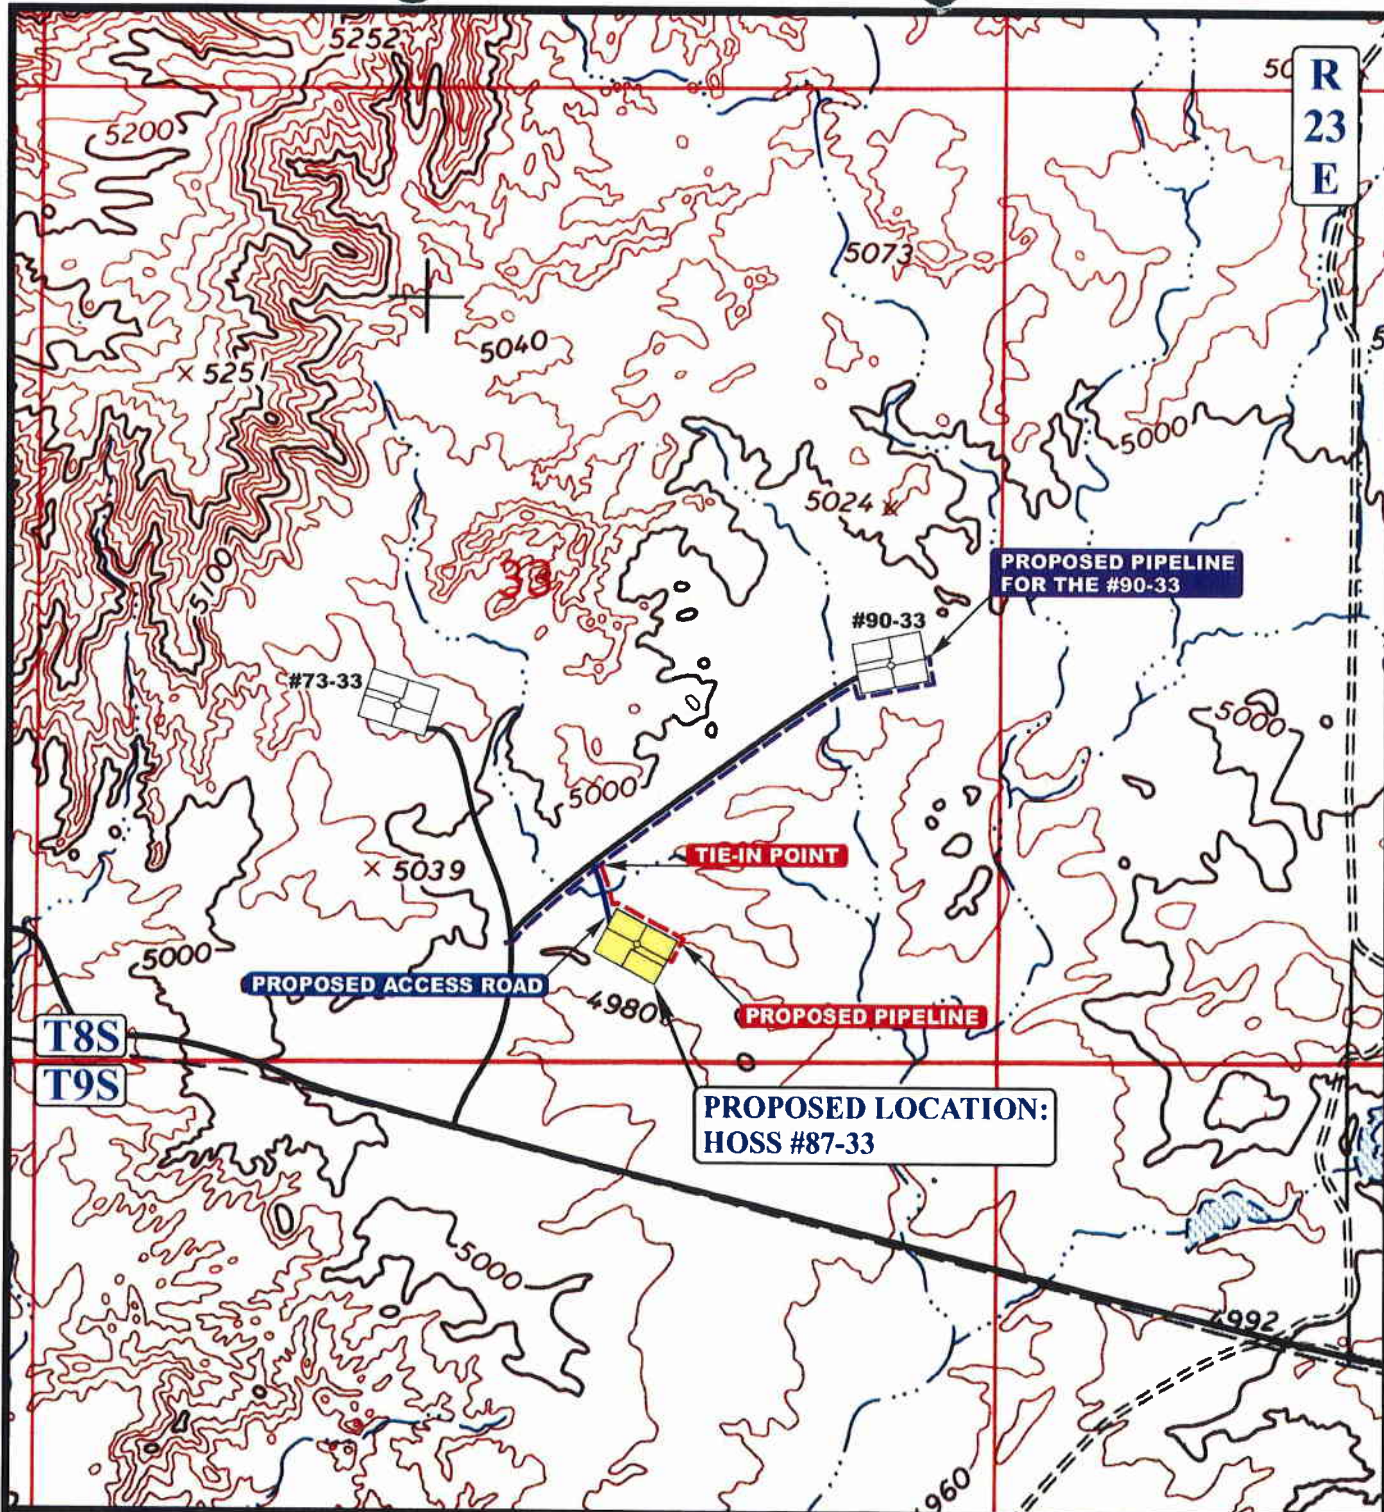 5252
R
23
E
5200
5073
5040
× 5251
5000
5024
5100
33
PROPOSED PIPELINE
FOR THE #90-33
#90-33
#73-33
5000
5000
TIE-IN POINT
× 5039
5000
PROPOSED ACCESS ROAD
4980
PROPOSED PIPELINE
T8S
T9S
PROPOSED LOCATION:
HOSS #87-33
5000
4992
4960